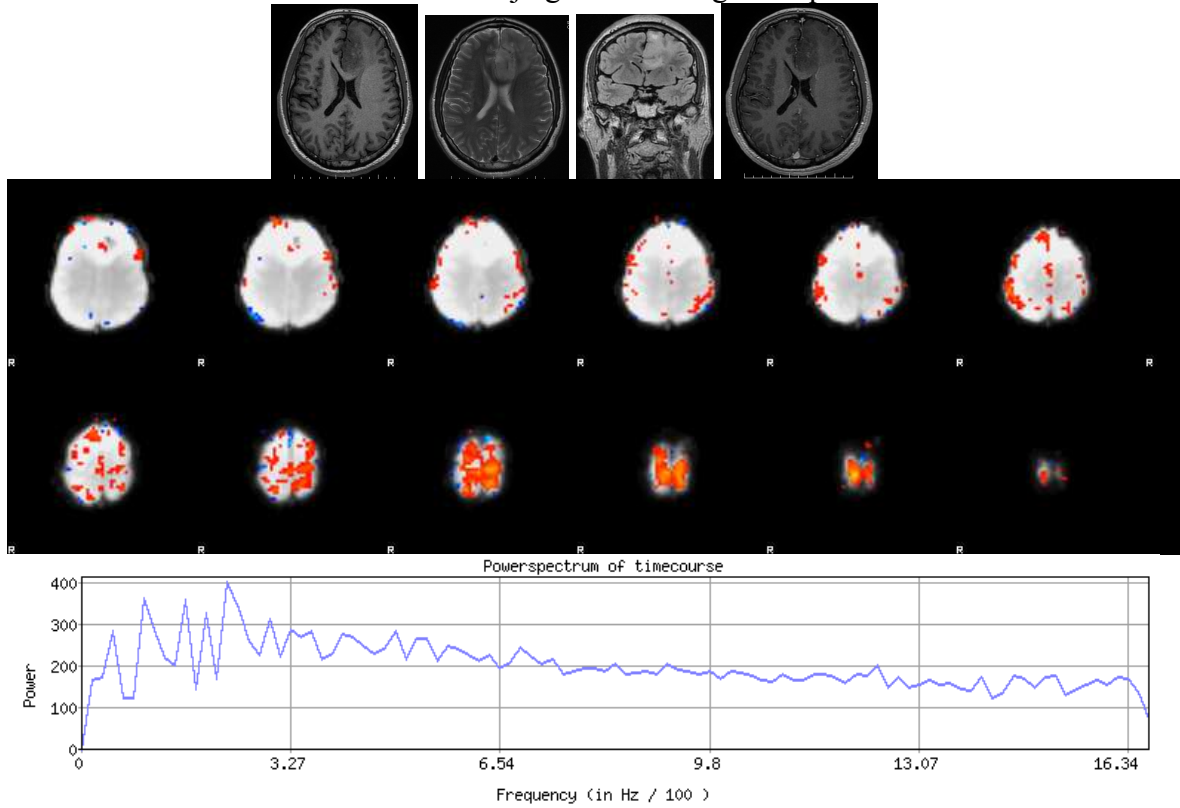 R R R R R R R
R R R R R
Powerspectrum of timecourse
400
300
200
100
0
Power
0 3.27 6.54 9.8 13.07 16.34
Frequency (in Hz / 100 )